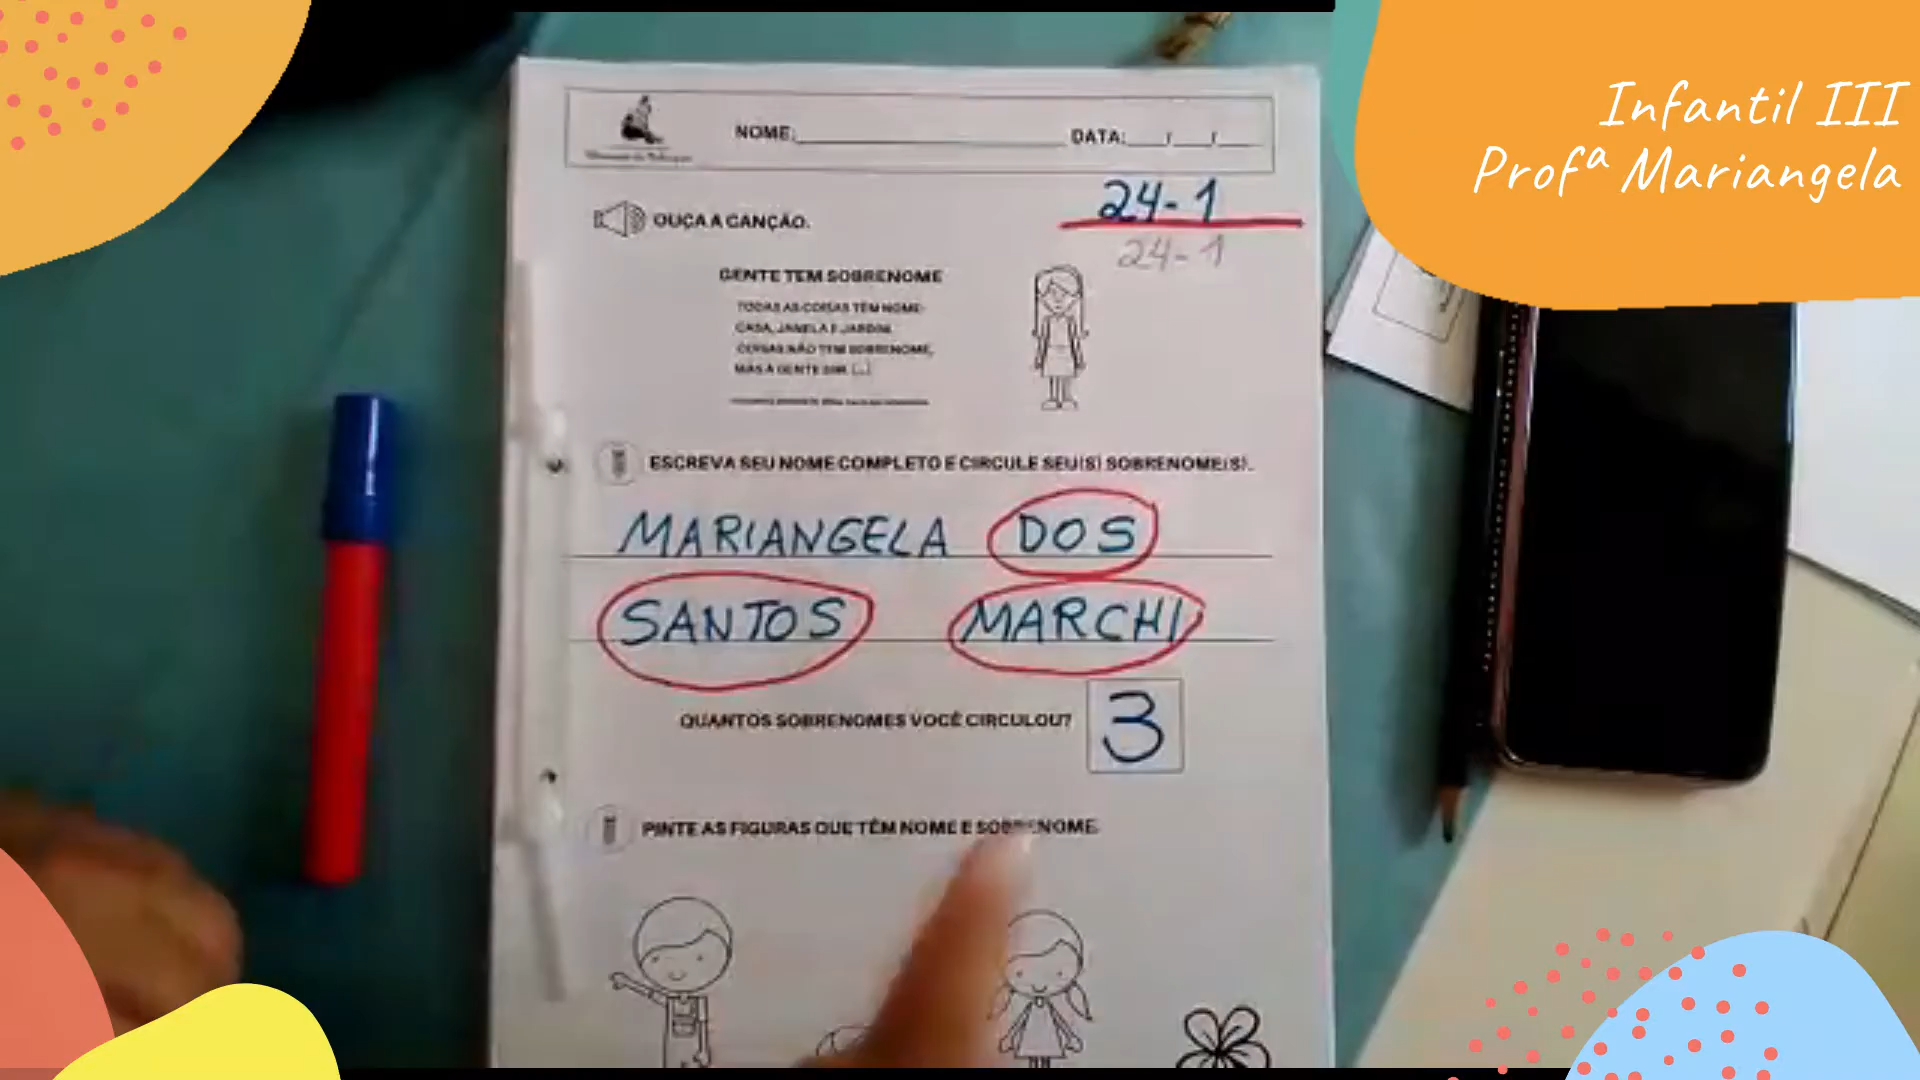 Infantil III
Profª Mariangela
NOME: DATA: / /
24-1
OUÇA A CANÇÃO.
24-1
GENTE TEM SOBRENOME
TODAS AS COISAS TÊM NOME:
CASA, JANELA E JARDIM.
COISAS NÃO TEM SOBRENOME,
MAS A GENTE SIM. [...]
ESCREVA SEU NOME COMPLETO E CIRCULE SEU(S) SOBRENOME(S).
MARIANGELA DOS
SANTOS MARCHI
QUANTOS SOBRENOMES VOCÊ CIRCULOU? 3
PINTE AS FIGURAS QUE TÊM NOME E SOBRENOME.